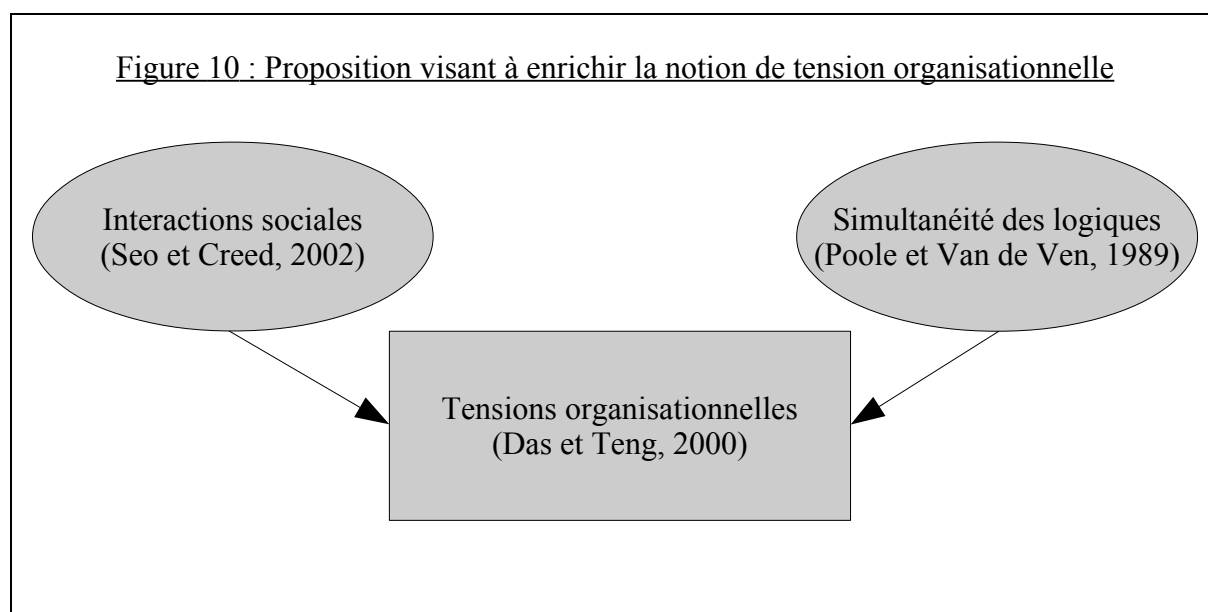 Figure 10 : Proposition visant à enrichir la notion de tension organisationnelle
Interactions sociales
(Seo et Creed, 2002)
Simultanéité des logiques
(Poole et Van de Ven, 1989)
Tensions organisationnelles
(Das et Teng, 2000)